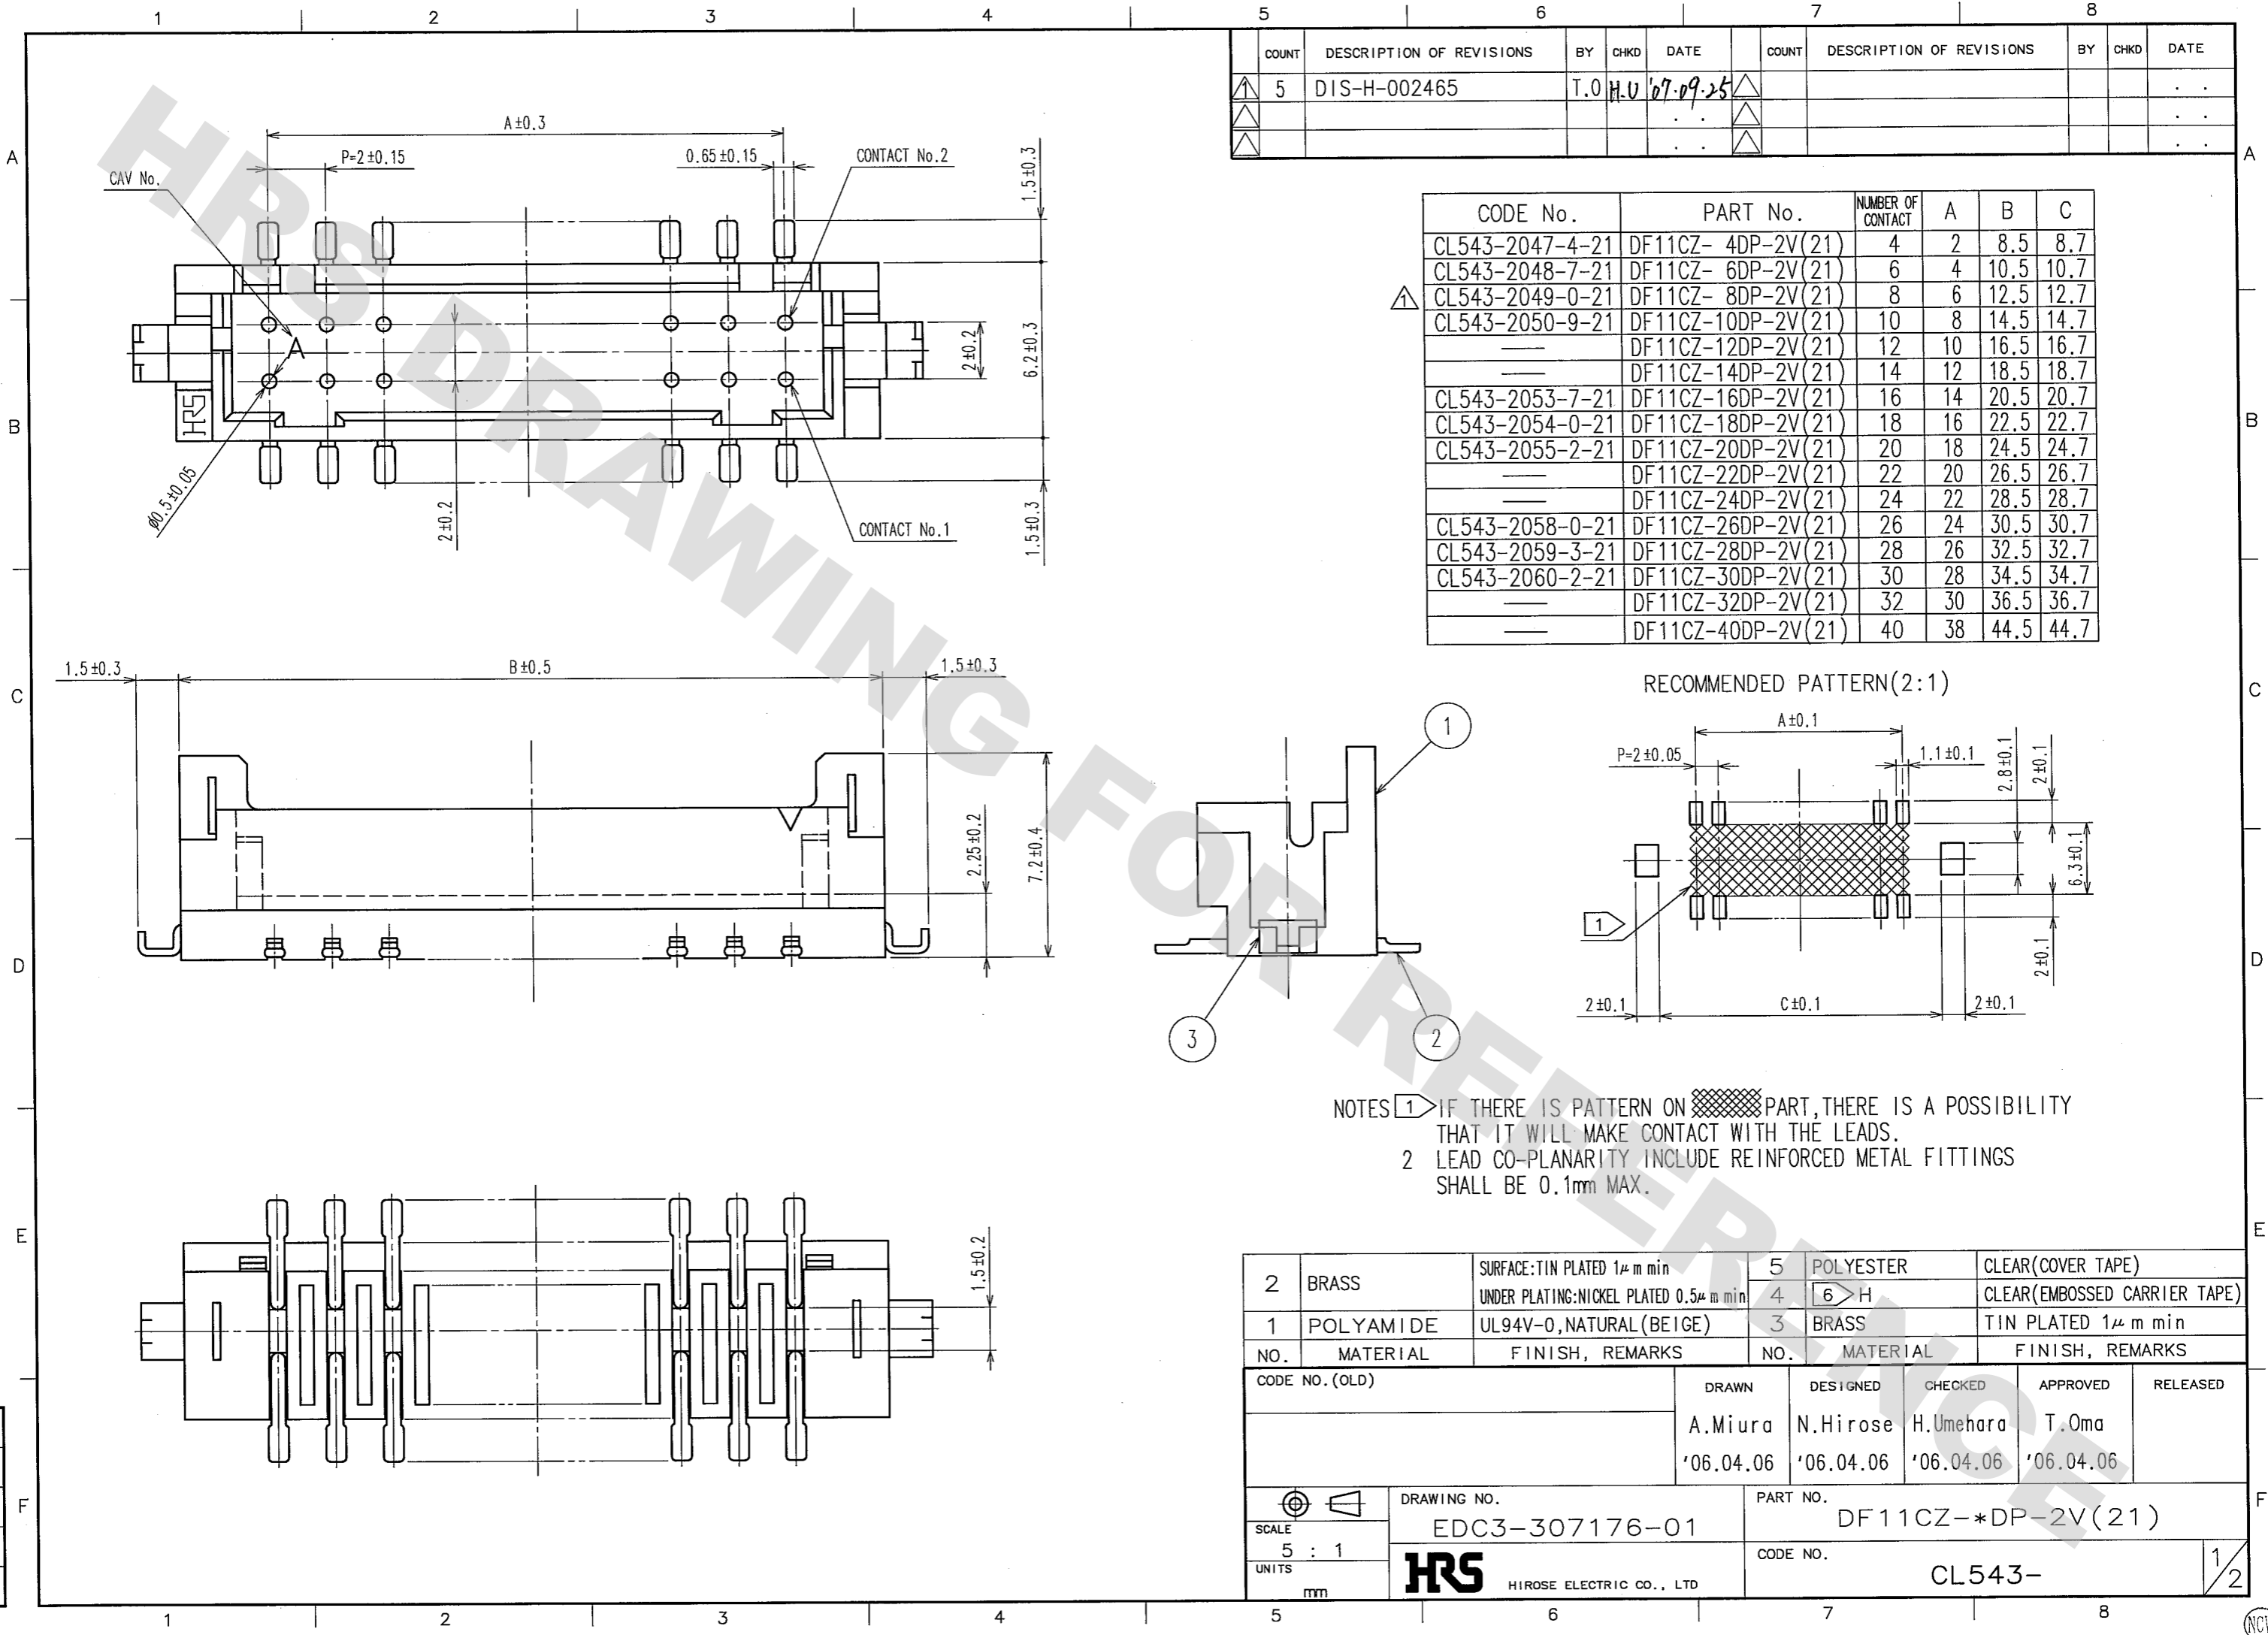 1 2 3 4 5 6 7 8
COUNT DESCRIPTION OF REVISIONS BY CHKD DATE COUNT DESCRIPTION OF REVISIONS BY CHKD DATE
1 5 DIS-H-002465 T.O H.U '07.09.25
A A
B B
C C
D D
E E
F F
A±0.3
P=2±0.15
0.65±0.15
CONTACT No.2
CAV No.
1.5±0.3
A
2±0.2
6.2±0.3
HRS
φ0.5±0.05
2±0.2
CONTACT No.1
1.5±0.3
CODE No. PART No. NUMBER OF CONTACT A B C
CL543-2047-4-21 DF11CZ- 4DP-2V(21) 4 2 8.5 8.7
CL543-2048-7-21 DF11CZ- 6DP-2V(21) 6 4 10.5 10.7
1 CL543-2049-0-21 DF11CZ- 8DP-2V(21) 8 6 12.5 12.7
CL543-2050-9-21 DF11CZ-10DP-2V(21) 10 8 14.5 14.7
—— DF11CZ-12DP-2V(21) 12 10 16.5 16.7
—— DF11CZ-14DP-2V(21) 14 12 18.5 18.7
CL543-2053-7-21 DF11CZ-16DP-2V(21) 16 14 20.5 20.7
CL543-2054-0-21 DF11CZ-18DP-2V(21) 18 16 22.5 22.7
CL543-2055-2-21 DF11CZ-20DP-2V(21) 20 18 24.5 24.7
—— DF11CZ-22DP-2V(21) 22 20 26.5 26.7
—— DF11CZ-24DP-2V(21) 24 22 28.5 28.7
CL543-2058-0-21 DF11CZ-26DP-2V(21) 26 24 30.5 30.7
CL543-2059-3-21 DF11CZ-28DP-2V(21) 28 26 32.5 32.7
CL543-2060-2-21 DF11CZ-30DP-2V(21) 30 28 34.5 34.7
—— DF11CZ-32DP-2V(21) 32 30 36.5 36.7
—— DF11CZ-40DP-2V(21) 40 38 44.5 44.7
1.5±0.3
B±0.5
1.5±0.3
2.25±0.2
7.2±0.4
1
2
3
RECOMMENDED PATTERN(2:1)
A±0.1
P=2±0.05
1.1±0.1
2.8±0.1
2±0.1
6.3±0.1
1
2±0.1
2±0.1
C±0.1
2±0.1
NOTES 1 IF THERE IS PATTERN ON PART,THERE IS A POSSIBILITY
THAT IT WILL MAKE CONTACT WITH THE LEADS.
2 LEAD CO-PLANARITY INCLUDE REINFORCED METAL FITTINGS
SHALL BE 0.1mm MAX.
1.5±0.2
2 BRASS SURFACE:TIN PLATED 1μm min
UNDER PLATING:NICKEL PLATED 0.5μm min
5 POLYESTER CLEAR(COVER TAPE)
4 6 H CLEAR(EMBOSSED CARRIER TAPE)
1 POLYAMIDE UL94V-0,NATURAL(BEIGE) 3 BRASS TIN PLATED 1μm min
NO. MATERIAL FINISH, REMARKS NO. MATERIAL FINISH, REMARKS
CODE NO.(OLD) DRAWN DESIGNED CHECKED APPROVED RELEASED
A.Miura N.Hirose H.Umehara T.Oma
'06.04.06 '06.04.06 '06.04.06 '06.04.06
SCALE
5 : 1
UNITS
mm
DRAWING NO.
EDC3-307176-01
PART NO.
DF11CZ-*DP-2V(21)
HRS HIROSE ELECTRIC CO., LTD
CODE NO.
CL543-
1/2
1 2 3 4 5 6 7 8
HRS DRAWING FOR REFERENCE